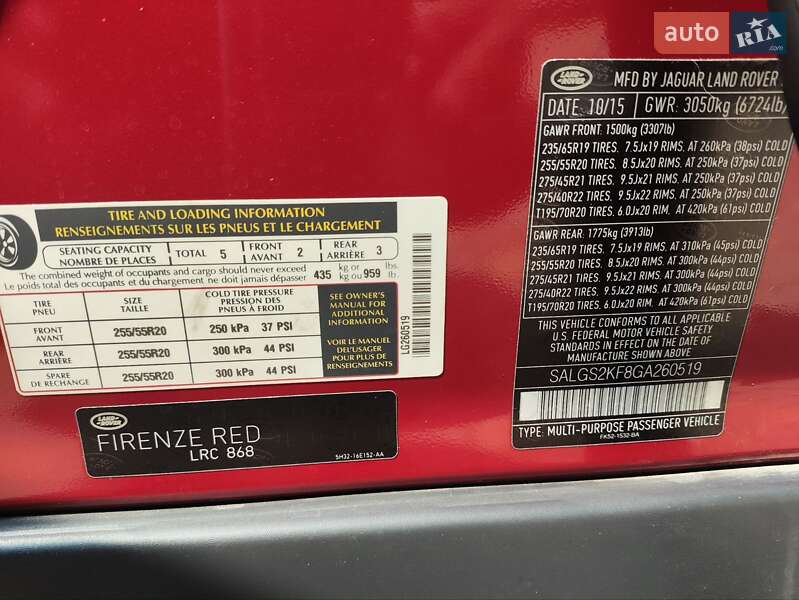 auto RIA
LAND ROVER
MFD BY JAGUAR LAND ROVER
DATE 10/15 GWR: 3050kg (6724lb)
GAWR FRONT: 1500kg (3307lb)
235/65R19 TIRES. 7.5Jx19 RIMS. AT 260kPa (38psi) COLD
255/55R20 TIRES. 8.5Jx20 RIMS. AT 250kPa (37psi) COLD
275/45R21 TIRES. 9.5Jx21 RIMS. AT 250kPa (37psi) COLD
275/40R22 TIRES. 9.5Jx22 RIMS. AT 250kPa (37psi) COLD
T195/70R20 TIRES. 6.0Jx20 RIM. AT 420kPa (61psi) COLD
GAWR REAR: 1775kg (3913lb)
235/65R19 TIRES. 7.5Jx19 RIMS. AT 310kPa (45psi) COLD
255/55R20 TIRES. 8.5Jx20 RIMS. AT 300kPa (44psi) COLD
275/45R21 TIRES. 9.5Jx21 RIMS. AT 300kPa (44psi) COLD
275/40R22 TIRES. 9.5Jx22 RIMS. AT 300kPa (44psi) COLD
T195/70R20 TIRES. 6.0Jx20 RIM. AT 420kPa (61psi) COLD
THIS VEHICLE CONFORMS TO ALL APPLICABLE
U.S. FEDERAL MOTOR VEHICLE SAFETY
STANDARDS IN EFFECT ON THE DATE OF
MANUFACTURE SHOWN ABOVE.
SALGS2KF8GA260519
TYPE: MULTI-PURPOSE PASSENGER VEHICLE
FK52-1532-BA
TIRE AND LOADING INFORMATION
RENSEIGNEMENTS SUR LES PNEUS ET LE CHARGEMENT
SEATING CAPACITY TOTAL 5 FRONT 2 REAR 3
NOMBRE DE PLACES AVANT ARRIÈRE
The combined weight of occupants and cargo should never exceed 435 kg or 959 lbs.
Le poids total des occupants et du chargement ne doit jamais dépasser kg ou lb.
TIRE SIZE COLD TIRE PRESSURE
PNEU TAILLE PRESSION DES PNEUS À FROID
FRONT AVANT 255/55R20 250 kPa 37 PSI
REAR ARRIÈRE 255/55R20 300 kPa 44 PSI
SPARE DE RECHANGE 255/55R20 300 kPa 44 PSI
SEE OWNER'S
MANUAL FOR
ADDITIONAL
INFORMATION
VOIR LE MANUEL
DE L'USAGER
POUR PLUS DE
RENSEIGNEMENTS
LG260519
LAND ROVER
FIRENZE RED
LRC 868
5H32-16E152-AA